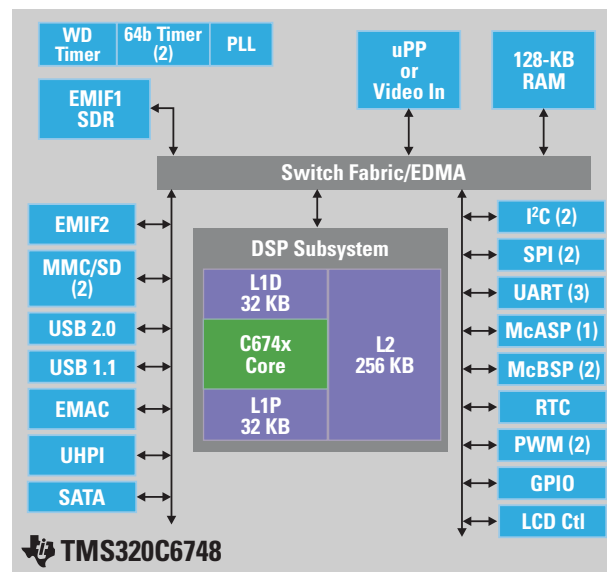 WD
Timer
64b Timer
(2)
PLL
EMIF1
SDR
uPP
or
Video In
128-KB
RAM
Switch Fabric/EDMA
EMIF2
MMC/SD
(2)
USB 2.0
USB 1.1
EMAC
UHPI
SATA
DSP Subsystem
L1D
32 KB
C674x
Core
L1P
32 KB
L2
256 KB
I²C (2)
SPI (2)
UART (3)
McASP (1)
McBSP (2)
RTC
PWM (2)
GPIO
LCD Ctl
TMS320C6748